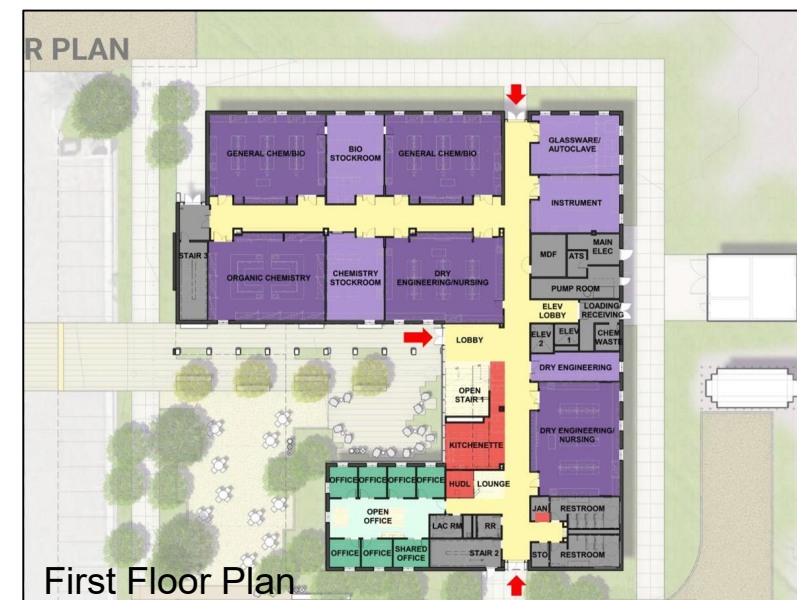 R PLAN
GLASSWARE/
AUTOCLAVE
GENERAL CHEM/BIO
BIO
STOCKROOM
GENERAL CHEM/BIO
INSTRUMENT
STAIR 3
MDF
ATS
MAIN
ELEC
ORGANIC CHEMISTRY
CHEMISTRY
STOCKROOM
DRY
ENGINEERING/NURSING
PUMP ROOM
ELEV
LOBBY
LOADING/
RECEIVING
LOBBY
ELEV
2
ELEV
1
CHEM
WASTE
DRY ENGINEERING
OPEN
STAIR 1
KITCHENETTE
DRY ENGINEERING/
NURSING
OFFICE
OFFICE
OFFICE
OFFICE
HUDL
LOUNGE
OPEN
OFFICE
JAN
RESTROOM
LAC RM
RR
OFFICE
OFFICE
SHARED
OFFICE
STAIR 2
STO
RESTROOM
First Floor Plan